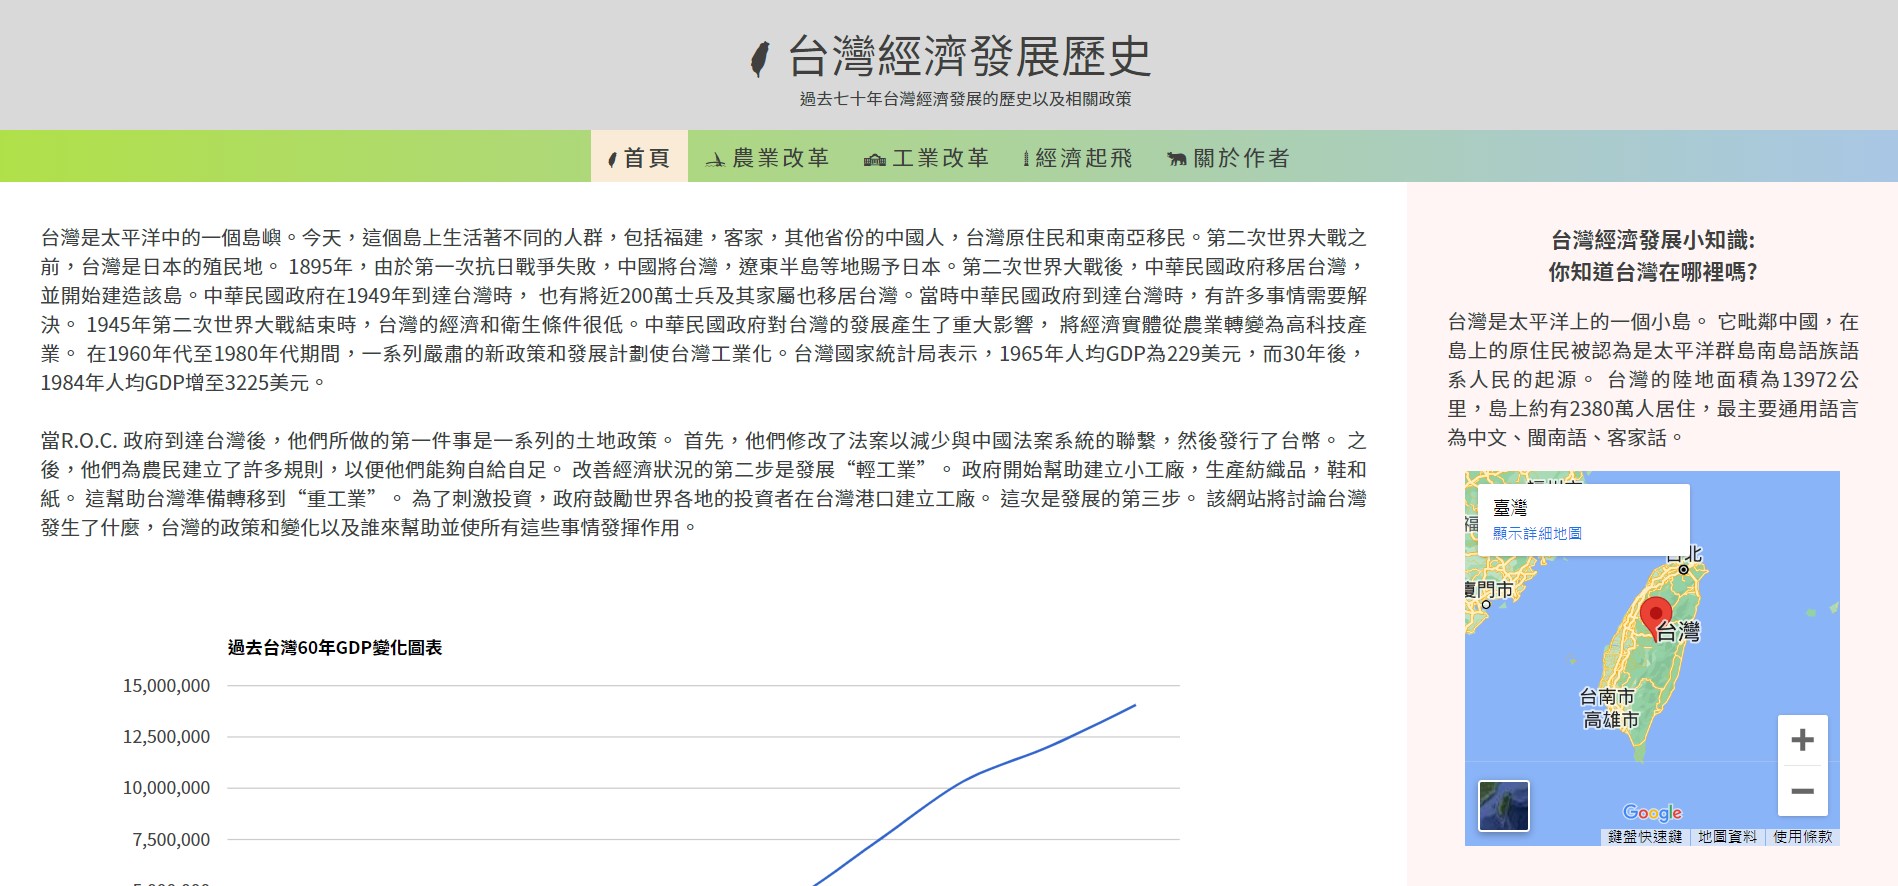 台灣經濟發展歷史
過去七十年台灣經濟發展的歷史以及相關政策
首頁 農業改革 工業改革 經濟起飛 關於作者
台灣是太平洋中的一個島嶼。今天，這個島上生活著不同的人群，包括福建，客家，其他省份的中國人，台灣原住民和東南亞移民。第二次世界大戰之
前，台灣是日本的殖民地。 1895年，由於第一次抗日戰爭失敗，中國將台灣，遼東半島等地賜予日本。第二次世界大戰後，中華民國政府移居台灣，
並開始建造該島。中華民國政府在1949年到達台灣時， 也有將近200萬士兵及其家屬也移居台灣。當時中華民國政府到達台灣時，有許多事情需要解
決。 1945年第二次世界大戰結束時，台灣的經濟和衛生條件很低。中華民國政府對台灣的發展產生了重大影響， 將經濟實體從農業轉變為高科技產
業。 在1960年代至1980年代期間，一系列嚴肅的新政策和發展計劃使台灣工業化。台灣國家統計局表示，1965年人均GDP為229美元，而30年後，
1984年人均GDP增至3225美元。
當R.O.C. 政府到達台灣後，他們所做的第一件事是一系列的土地政策。 首先，他們修改了法案以減少與中國法案系統的聯繫，然後發行了台幣。 之
後，他們為農民建立了許多規則，以便他們能夠自給自足。 改善經濟狀況的第二步是發展“輕工業”。 政府開始幫助建立小工廠，生產紡織品，鞋和
紙。 這幫助台灣準備轉移到“重工業”。 為了刺激投資，政府鼓勵世界各地的投資者在台灣港口建立工廠。 這次是發展的第三步。 該網站將討論台灣
發生了什麼，台灣的政策和變化以及誰來幫助並使所有這些事情發揮作用。
過去台灣60年GDP變化圖表
15,000,000
12,500,000
10,000,000
7,500,000
台灣經濟發展小知識:
你知道台灣在哪裡嗎?
台灣是太平洋上的一個小島。 它毗鄰中國，在
島上的原住民被認為是太平洋群島南島語族語
系人民的起源。 台灣的陸地面積為13972公
里，島上約有2380萬人居住，最主要通用語言
為中文、閩南語、客家話。
臺灣
顯示詳細地圖
台北
廈門市
台灣
台南市
高雄市
Google
鍵盤快速鍵 地圖資料 使用條款